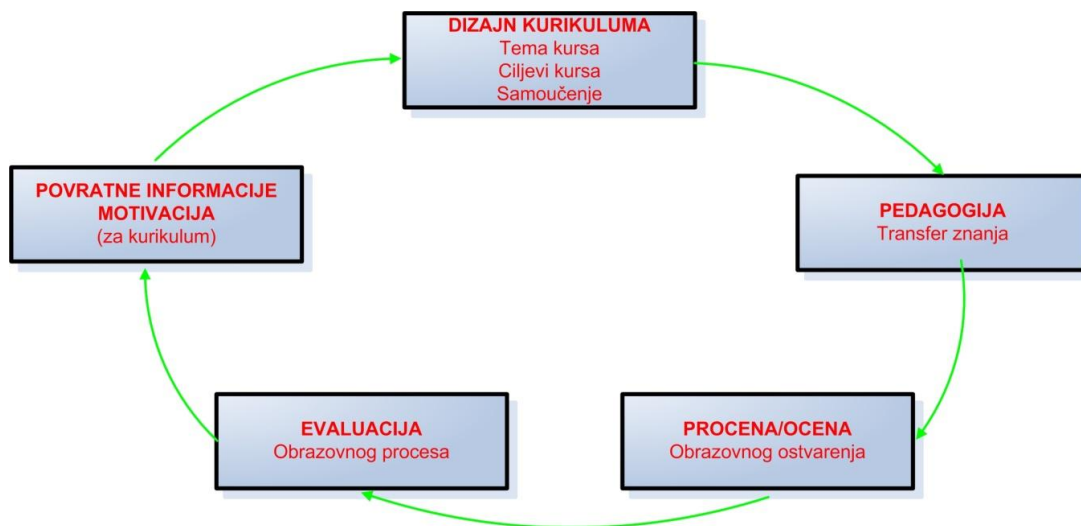 DIZAJN KURIKULUMA
Tema kursa
Ciljevi kursa
Samoučenje
PEDAGOGIJA
Transfer znanja
PROCENA/OCENA
Obrazovnog ostvarenja
EVALUACIJA
Obrazovnog procesa
POVRATNE INFORMACIJE
MOTIVACIJA
(za kurikulum)